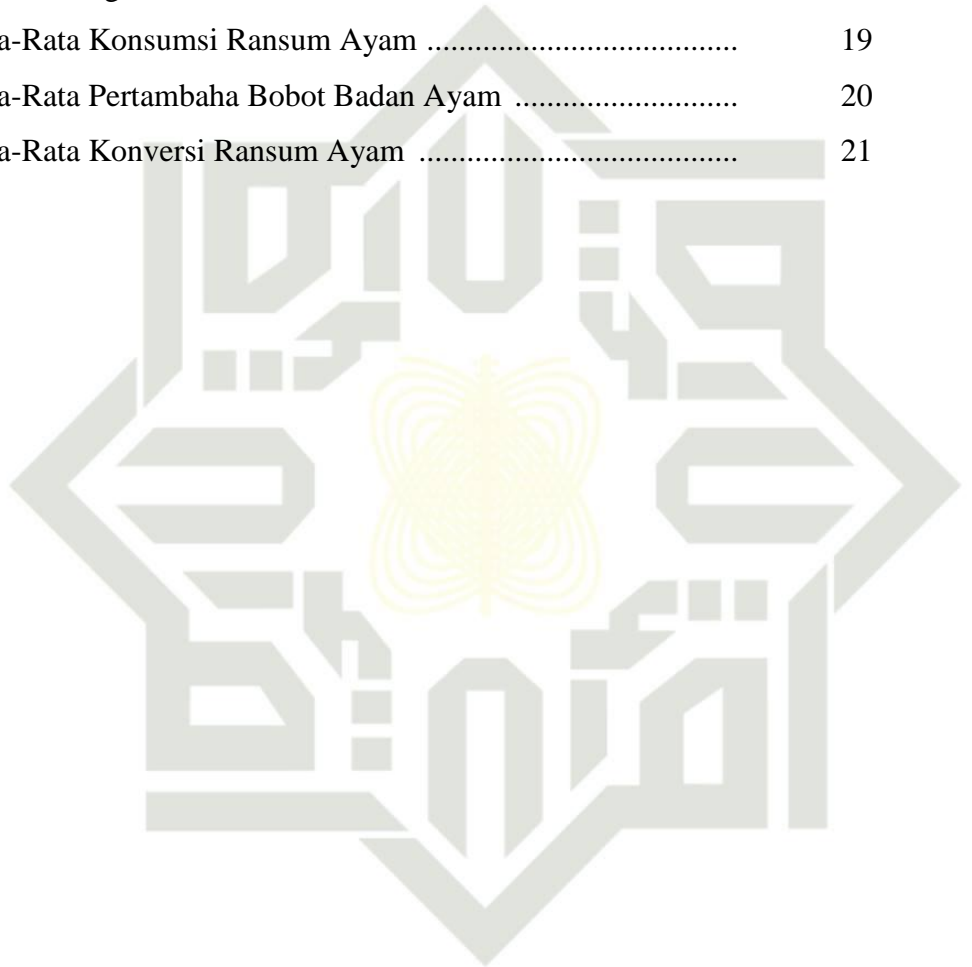 a-Rata Konsumsi Ransum Ayam ...................................... 19
a-Rata Pertambaha Bobot Badan Ayam ........................... 20
a-Rata Konversi Ransum Ayam ....................................... 21